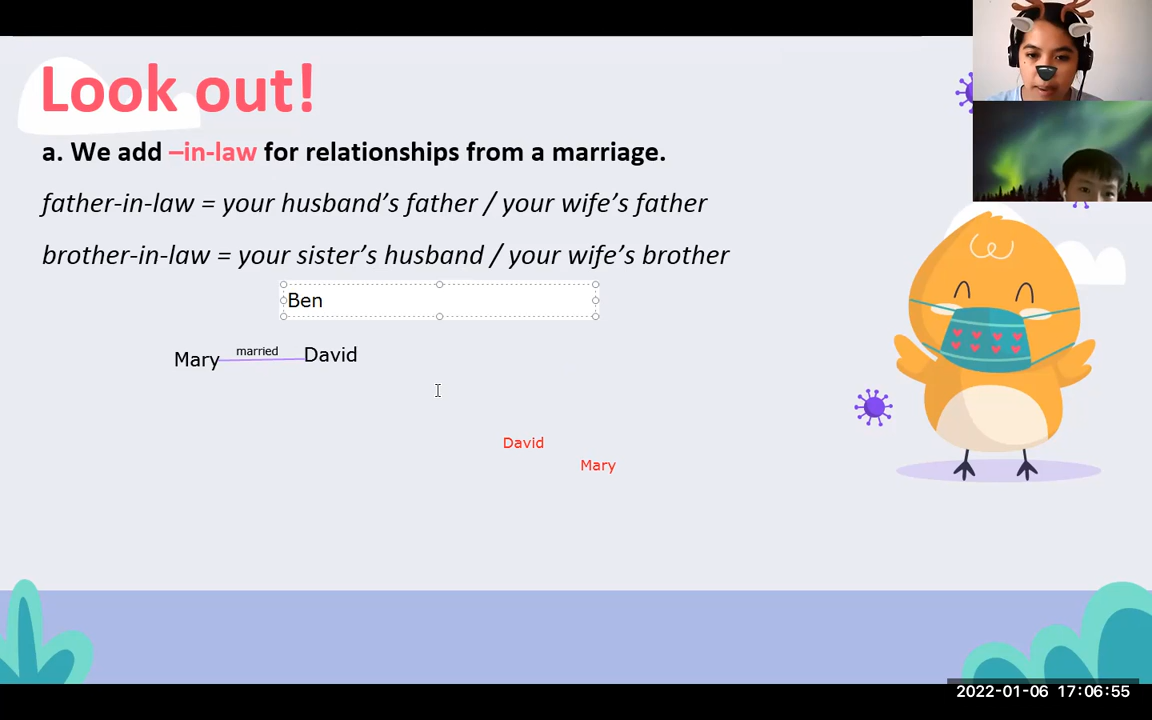 Look out!
a. We add –in-law for relationships from a marriage.
father-in-law = your husband’s father / your wife’s father
brother-in-law = your sister’s husband / your wife’s brother
Ben
Mary married David
David
Mary
2022-01-06 17:06:55